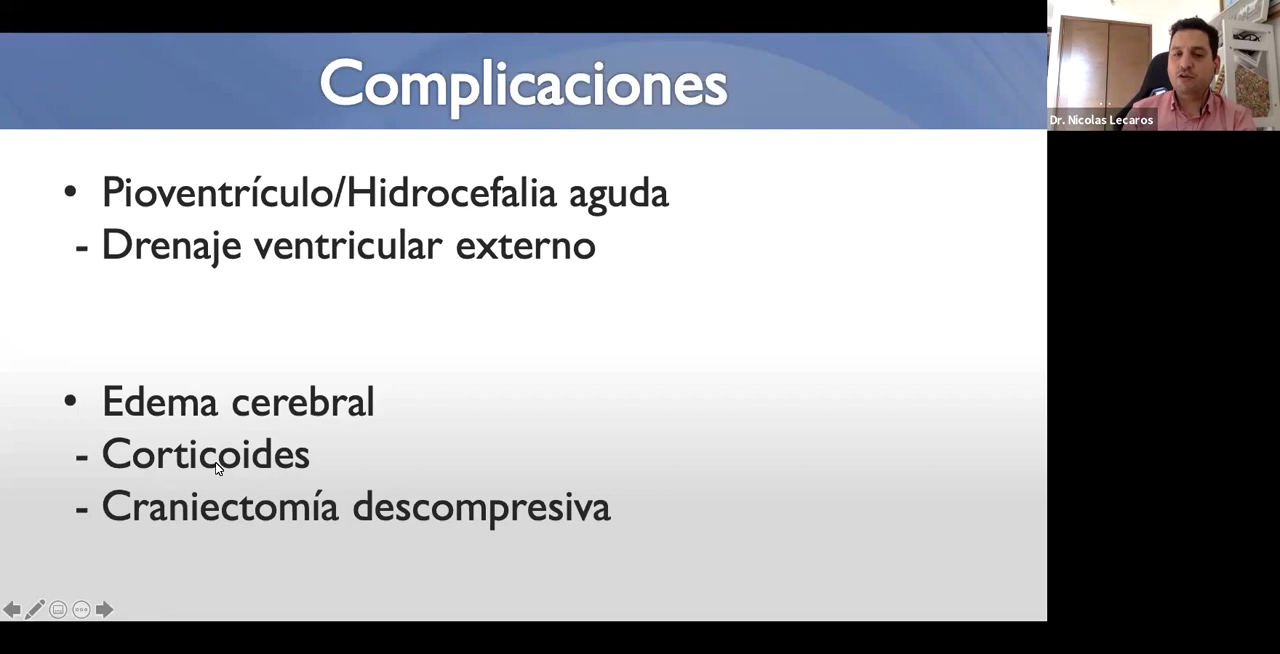 Complicaciones
Dr. Nicolas Lecaros
• Pioventrículo/Hidrocefalia aguda
- Drenaje ventricular externo
• Edema cerebral
- Corticoides
- Craniectomía descompresiva